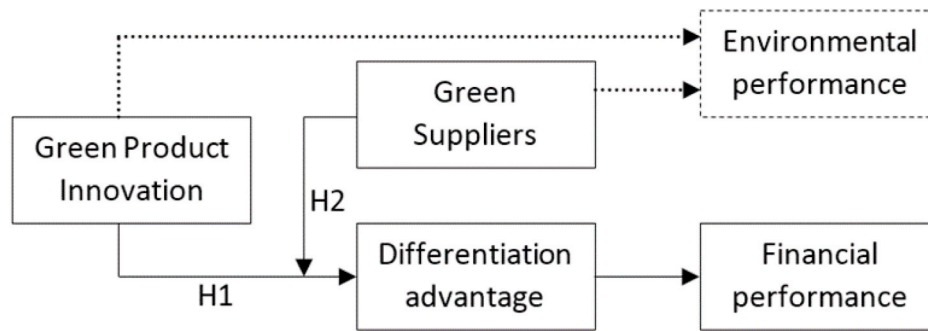 Environmental
performance
Green
Suppliers
Green Product
Innovation
H2
Differentiation
advantage
Financial
performance
H1